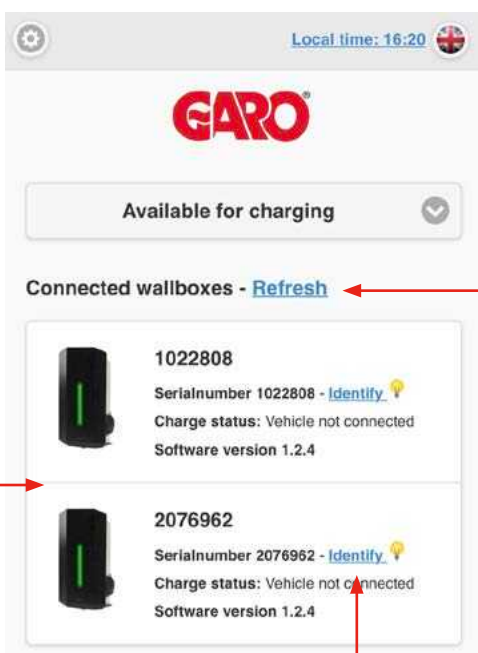 Local time: 16:20
GARO
Available for charging
Connected wallboxes - Refresh
1022808
Serialnumber 1022808 - Identify
Charge status: Vehicle not connected
Software version 1.2.4
2076962
Serialnumber 2076962 - Identify
Charge status: Vehicle not connected
Software version 1.2.4